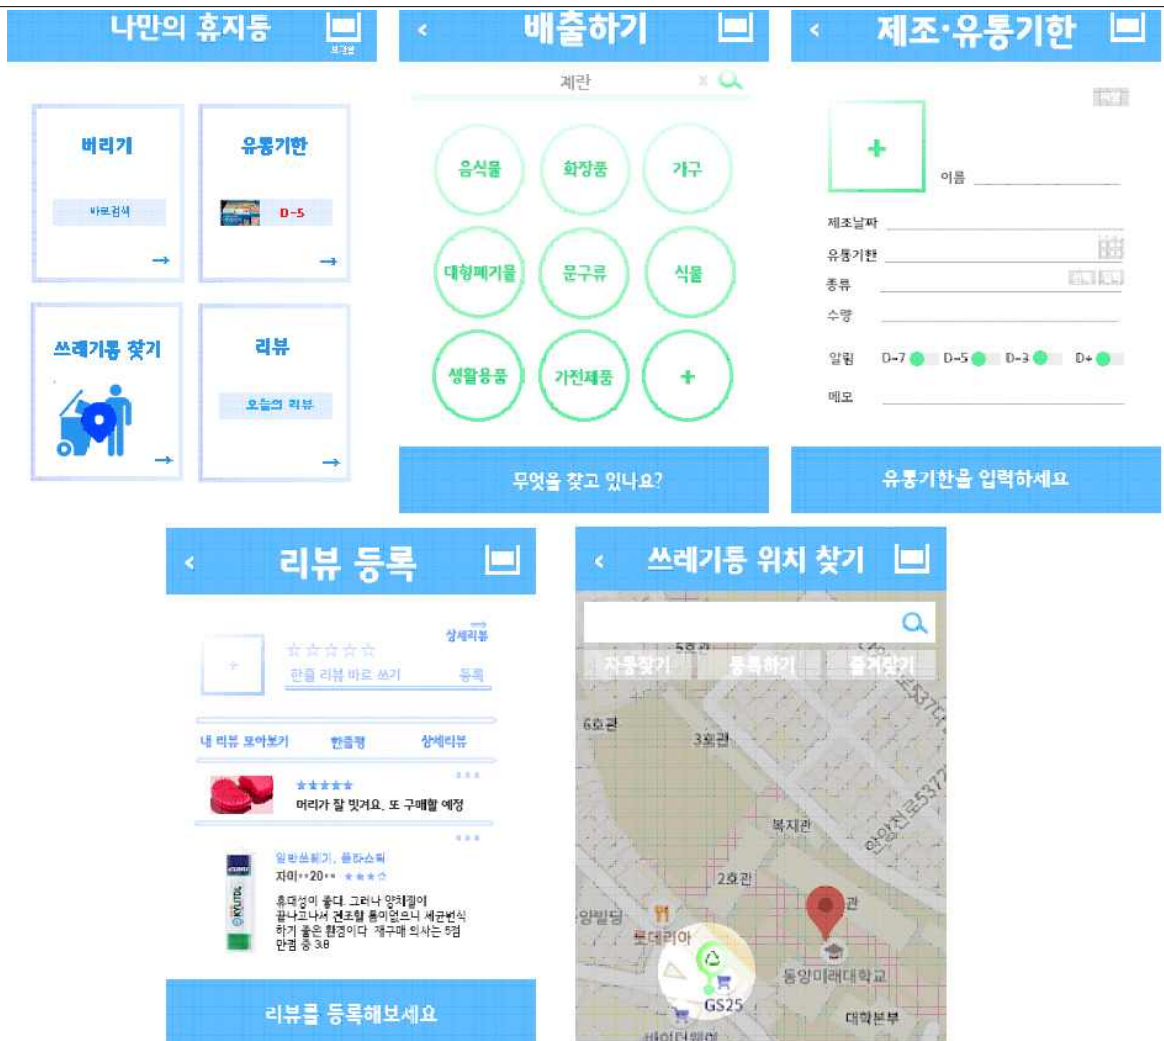 나만의 휴지통
로그인
버리기
바로검색
유통기한
D-5
쓰레기통 찾기
리뷰
오늘의 리뷰
배출하기
계란
x
음식물
화장품
가구
대형폐기물
문구류
식물
생활용품
가전제품
+
무엇을 찾고 있나요?
제조·유통기한
+
이름
제조날짜
유통기한
종류
수량
알림 D-7 D-5 D-3 D+
메모
유통기한을 입력하세요
리뷰 등록
상세리뷰
한줄 리뷰 바로 쓰기 등록
내 리뷰 모아보기 한줄평 상세리뷰
머리가 잘 빗겨요. 또 구매할 예정
일반쓰레기, 플라스틱
자미**20**
XYLITOL
휴대성이 좋다. 그러나 양치질이
끝나고나서 건조할 통이없으니 세균번식
하기 좋은 환경이다 재구매 의사는 5점
만점 중 3.8
리뷰를 등록해보세요
쓰레기통 위치 찾기
5호관
자동찾기 등록하기 즐겨찾기
6호관
3호관
복지관
2호관
관
롯데리아
동양미래대학교
GS25
대학본부